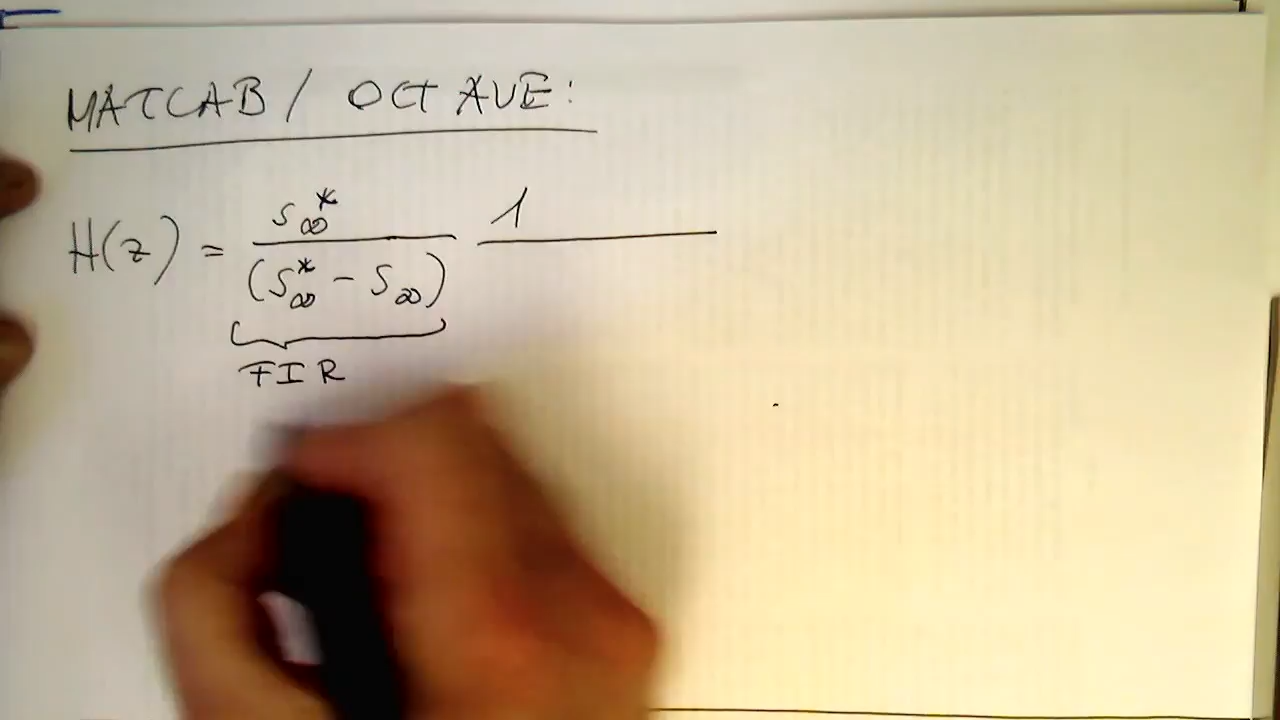 MATLAB / OCTAVE:
H(z) = s∞* / (s∞* - s∞) 1
FIR